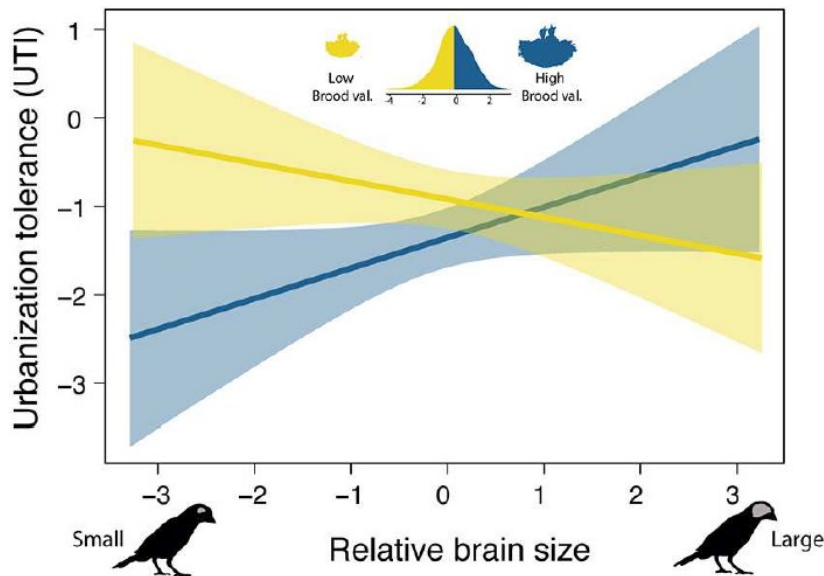 Urbanization tolerance (UTI)
1
0
−1
−2
−3
Low
Brood val.
-4 -2 0 2
High
Brood val.
−3 −2 −1 0 1 2 3
Small
Relative brain size
Large